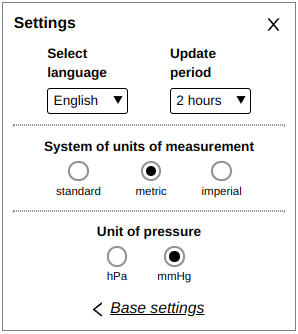 Settings
Select language
Update period
English
2 hours
System of units of measurement
standard
metric
imperial
Unit of pressure
hPa
mmHg
Base settings